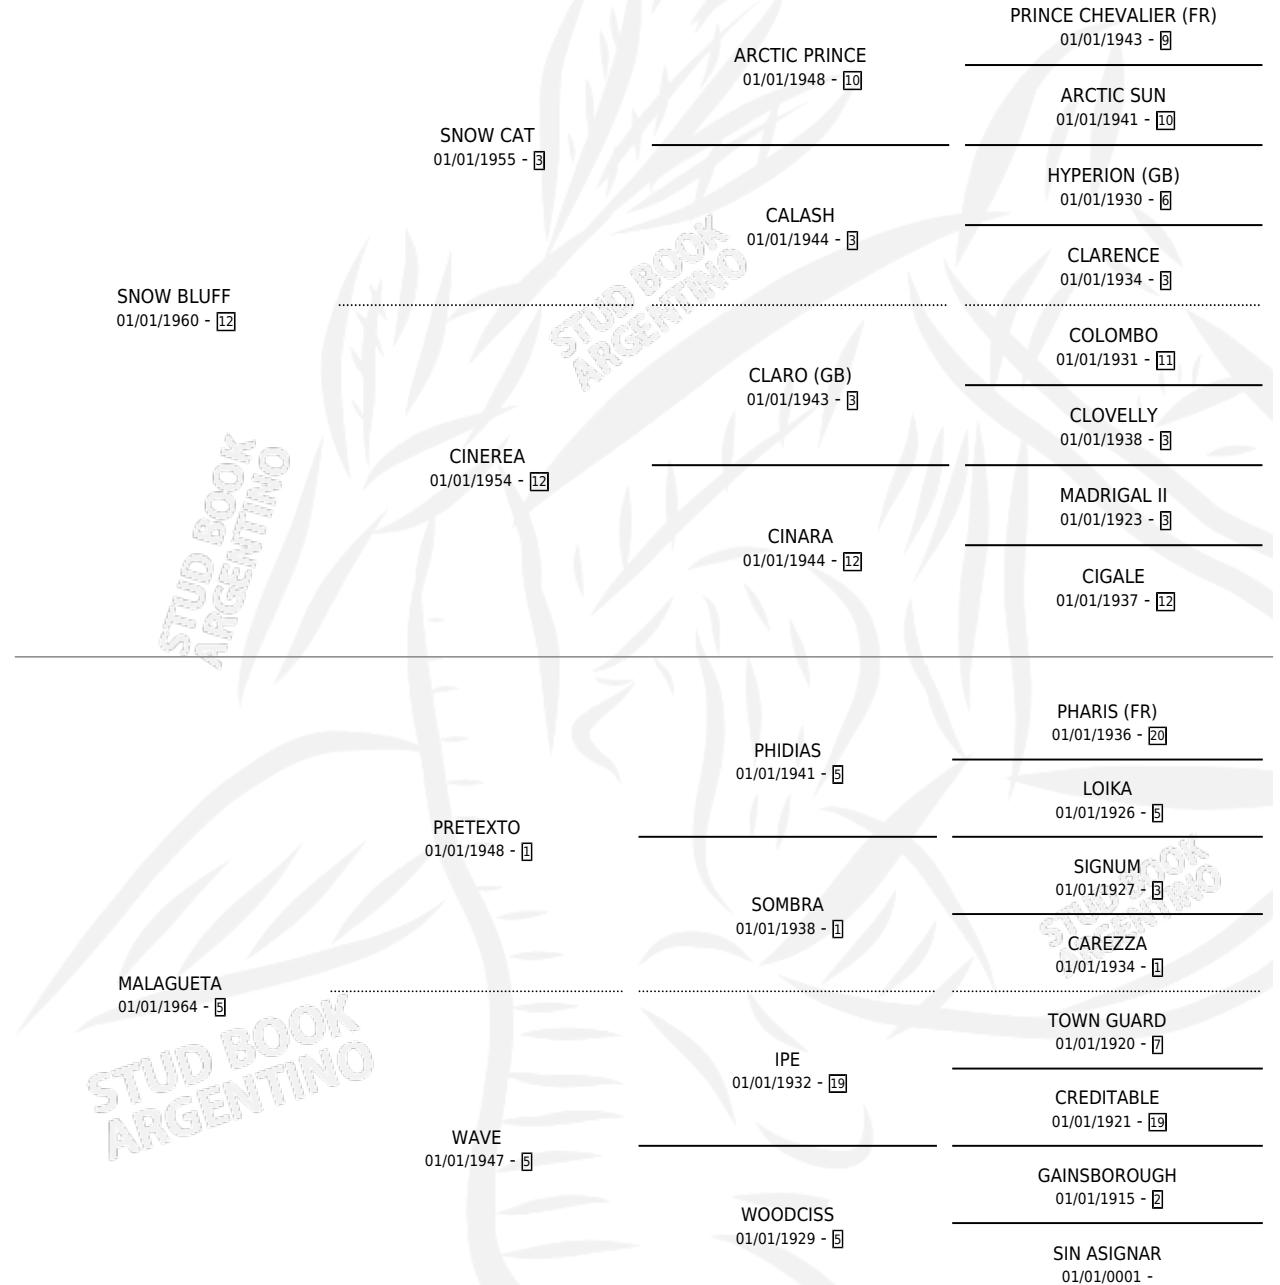 PRINCE CHEVALIER (FR)
01/01/1943 - 9
ARCTIC PRINCE
01/01/1948 - 10
ARCTIC SUN
01/01/1941 - 10
SNOW CAT
01/01/1955 - 3
HYPERION (GB)
01/01/1930 - 6
CALASH
01/01/1944 - 3
CLARENCE
01/01/1934 - 3
SNOW BLUFF
01/01/1960 - 12
COLOMBO
01/01/1931 - 11
CLARO (GB)
01/01/1943 - 3
CLOVELLY
01/01/1938 - 3
CINEREA
01/01/1954 - 12
MADRIGAL II
01/01/1923 - 3
CINARA
01/01/1944 - 12
CIGALE
01/01/1937 - 12
PHARIS (FR)
01/01/1936 - 20
PHIDIAS
01/01/1941 - 5
LOIKA
01/01/1926 - 5
PRETEXTO
01/01/1948 - 1
SIGNUM
01/01/1927 - 3
SOMBRA
01/01/1938 - 1
CAREZZA
01/01/1934 - 1
MALAGUETA
01/01/1964 - 5
TOWN GUARD
01/01/1920 - 7
IPE
01/01/1932 - 19
CREDITABLE
01/01/1921 - 19
WAVE
01/01/1947 - 5
GAINSBOROUGH
01/01/1915 - 2
WOODCISS
01/01/1929 - 5
SIN ASIGNAR
01/01/0001 -
STUD BOOK
ARGENTINO
STUD BOOK
ARGENTINO
STUD BOOK
ARGENTINO
STUD BOOK
ARGENTINO